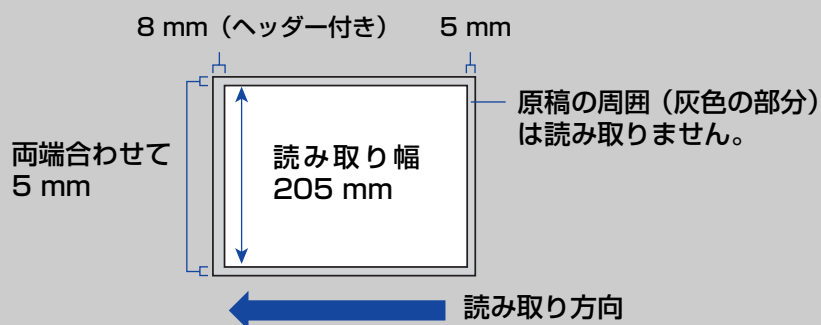 8 mm（ヘッダー付き）
5 mm
原稿の周囲（灰色の部分）
は読み取りません。
両端合わせて
5 mm
読み取り幅
205 mm
読み取り方向